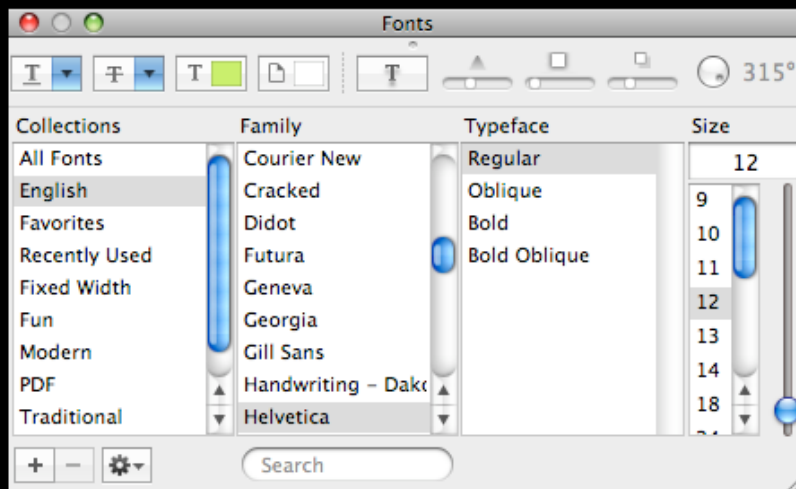 Fonts
T T T T 315°
Collections Family Typeface Size
All Fonts Courier New Regular 12
English Cracked Oblique 9
Favorites Didot Bold 10
Recently Used Futura Bold Oblique 11
Fixed Width Geneva 12
Fun Georgia 13
Modern Gill Sans 14
PDF Handwriting – Dak
Traditional Helvetica 18
Search